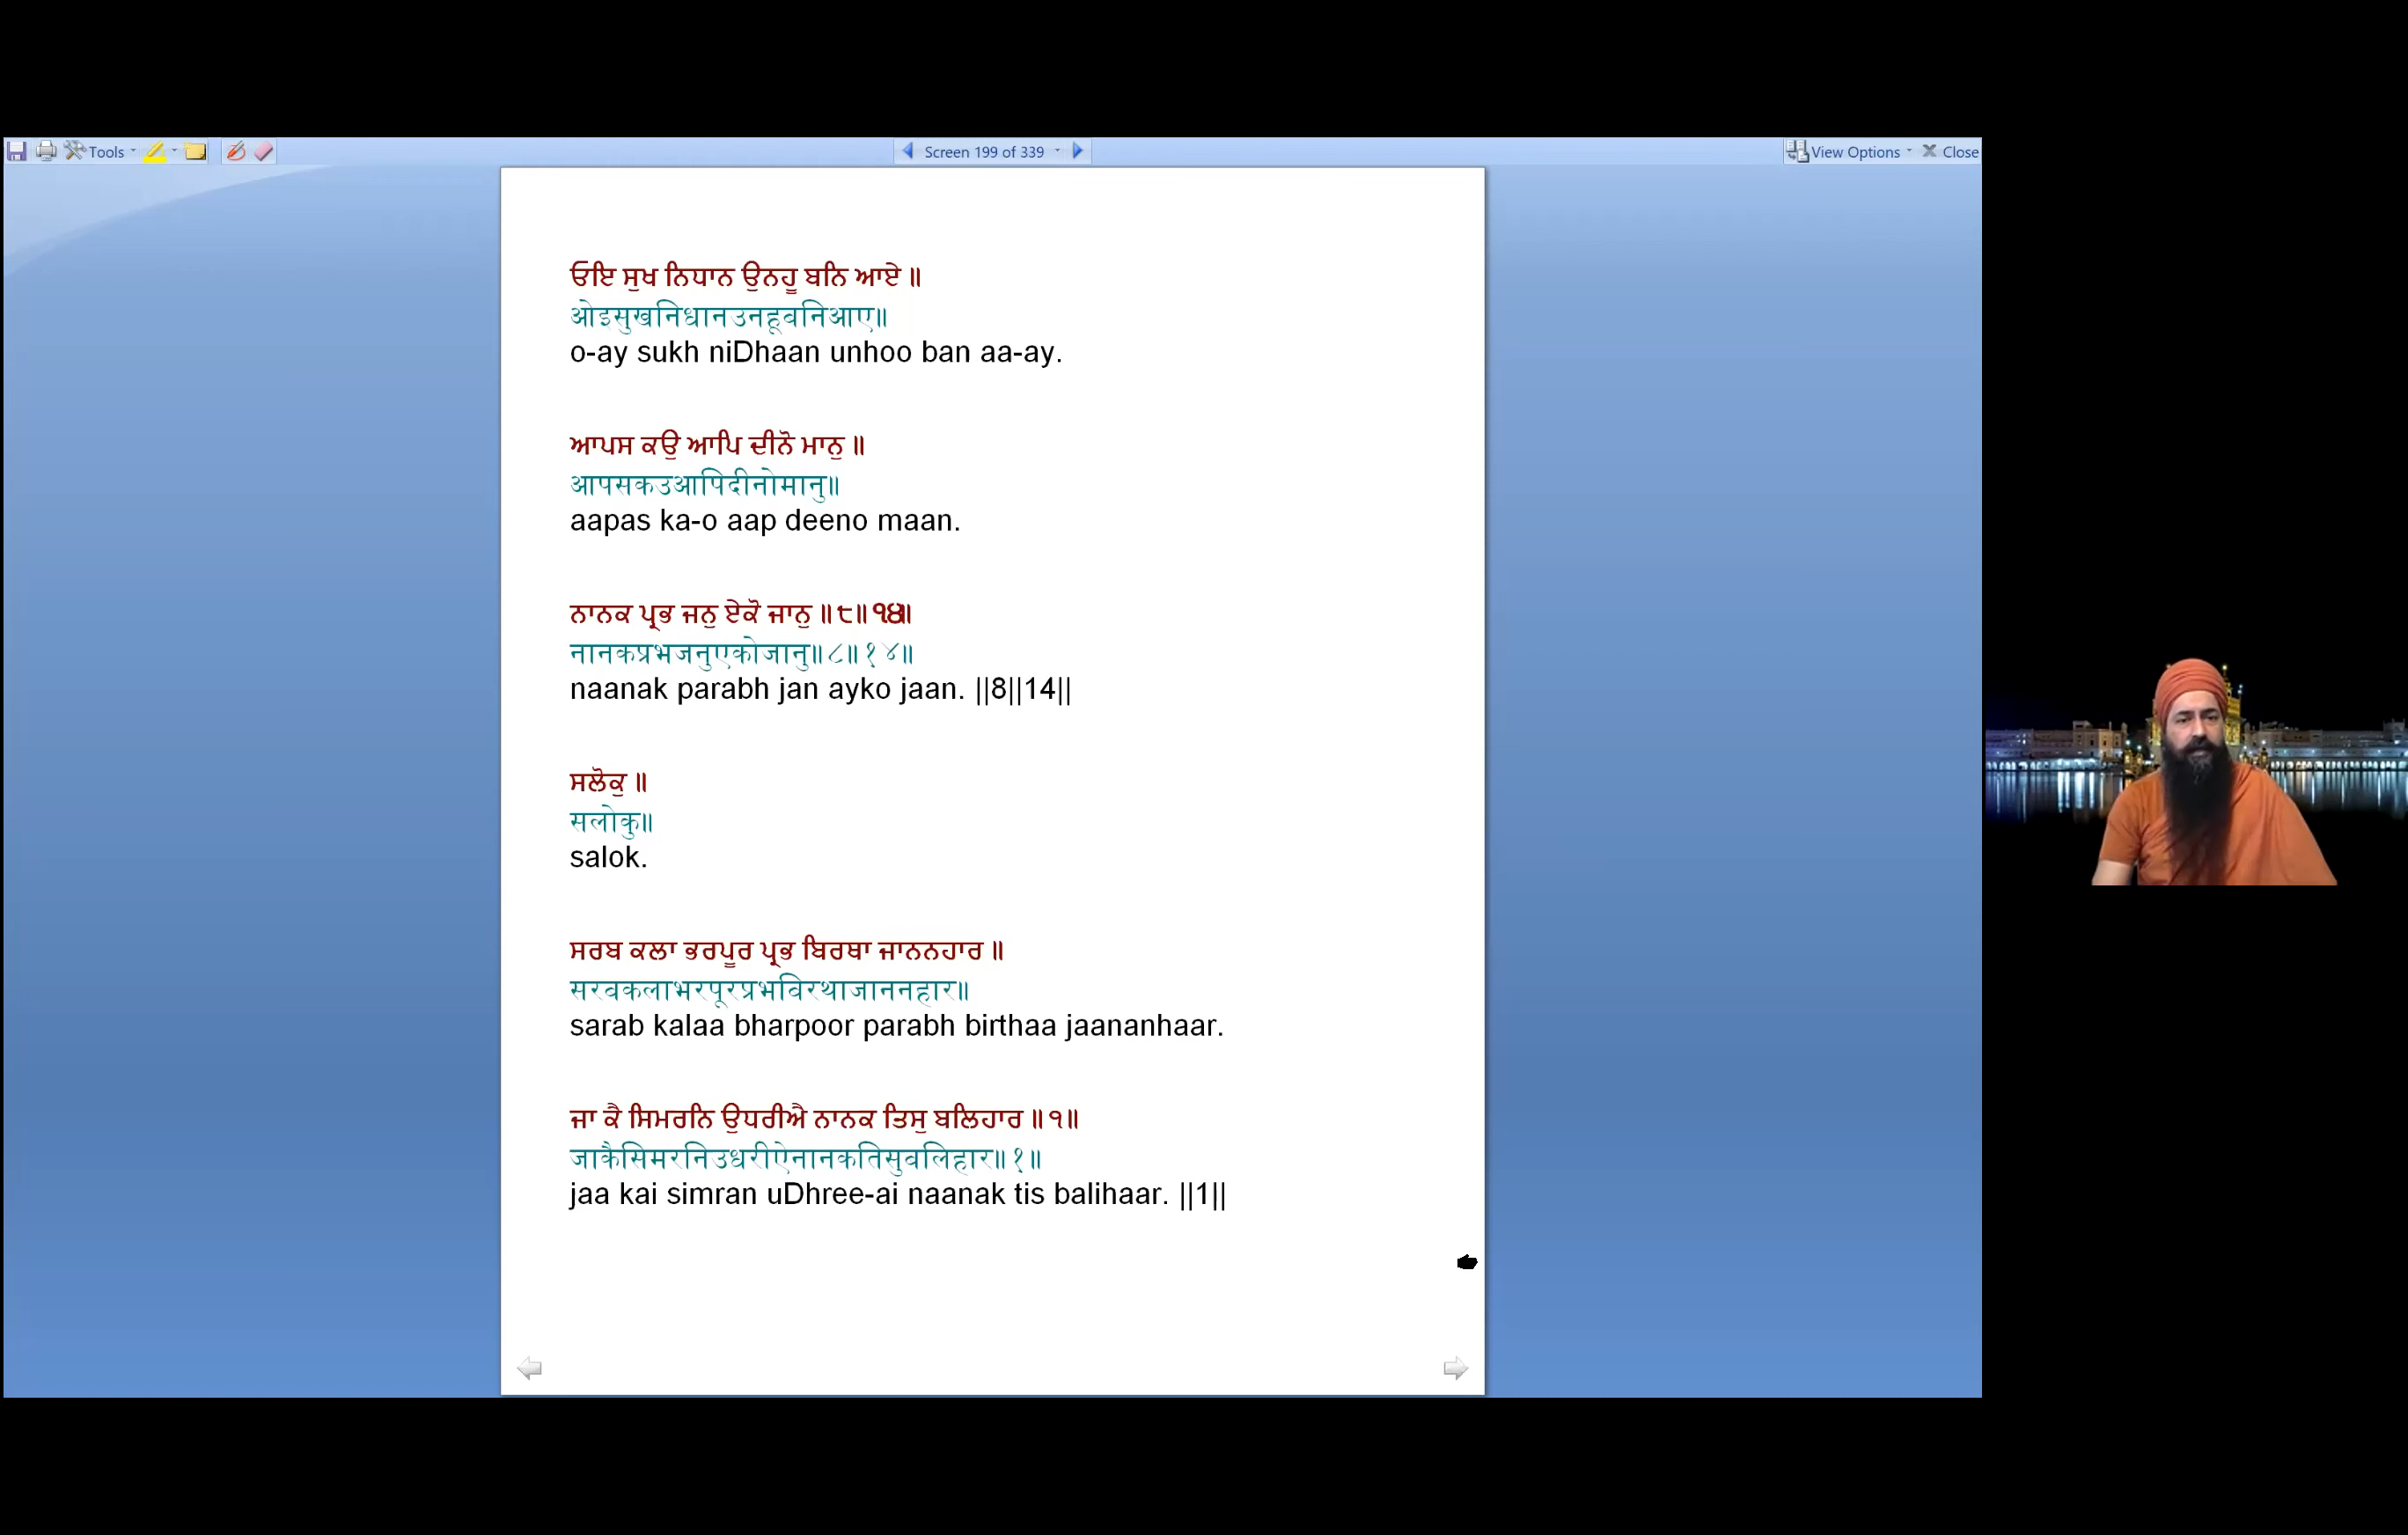 Tools
Screen 199 of 339
View Options
Close
ਓਇ ਸੁਖ ਨਿਧਾਨ ਉਨਹੂ ਬਨਿ ਆਏ ॥
ओइसुखनिधानउनहूबनिआए॥
o-ay sukh niDhaan unhoo ban aa-ay.
ਆਪਸ ਕਉ ਆਪਿ ਦੀਨੋ ਮਾਨੁ ॥
आपसकउआपिदीनोमानु॥
aapas ka-o aap deeno maan.
ਨਾਨਕ ਪ੍ਰਭ ਜਨੁ ਏਕੋ ਜਾਨੁ ॥੮॥੧੪॥
नानकप्रभजनुएकोजानु॥८॥१४॥
naanak parabh jan ayko jaan. ||8||14||
ਸਲੋਕੁ ॥
सलोकु॥
salok.
ਸਰਬ ਕਲਾ ਭਰਪੂਰ ਪ੍ਰਭ ਬਿਰਥਾ ਜਾਨਨਹਾਰ ॥
सरबकलाभरपूरप्रभबिरथाजाननहार॥
sarab kalaa bharpoor parabh birthaa jaananhaar.
ਜਾ ਕੈ ਸਿਮਰਨਿ ਉਧਰੀਐ ਨਾਨਕ ਤਿਸੁ ਬਲਿਹਾਰ ॥੧॥
जाकैसिमरनिउधरीऐनानकतिसुबलिहार॥१॥
jaa kai simran uDhree-ai naanak tis balihaar. ||1||